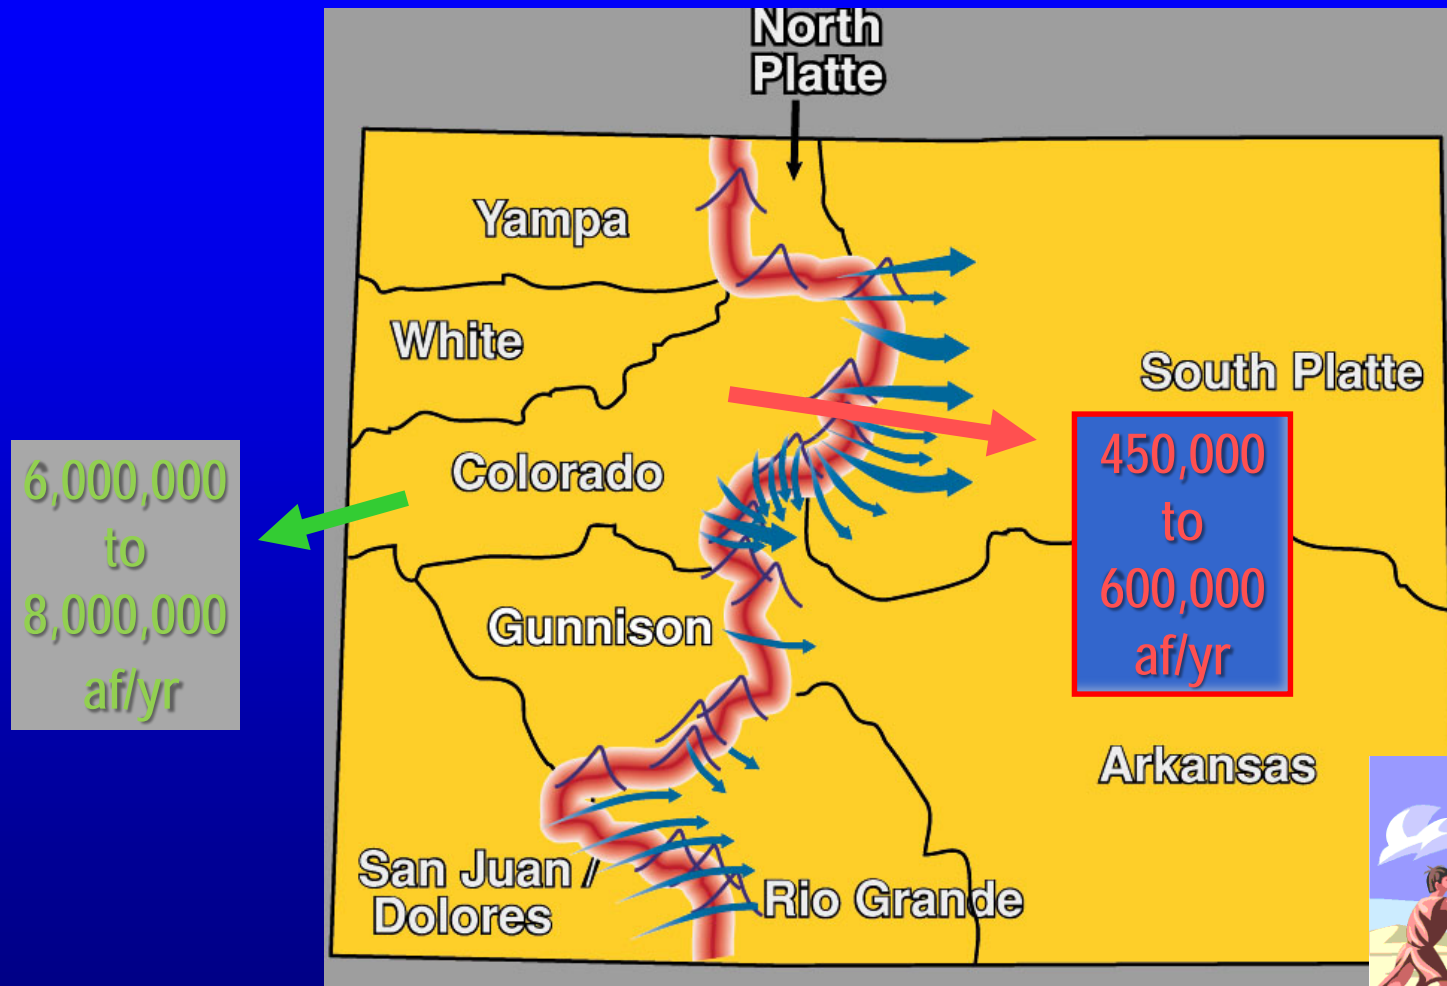 North
Platte
Yampa
White
South Platte
6,000,000
to
8,000,000
af/yr
Colorado
450,000
to
600,000
af/yr
Gunnison
Arkansas
San Juan /
Dolores
Rio Grande